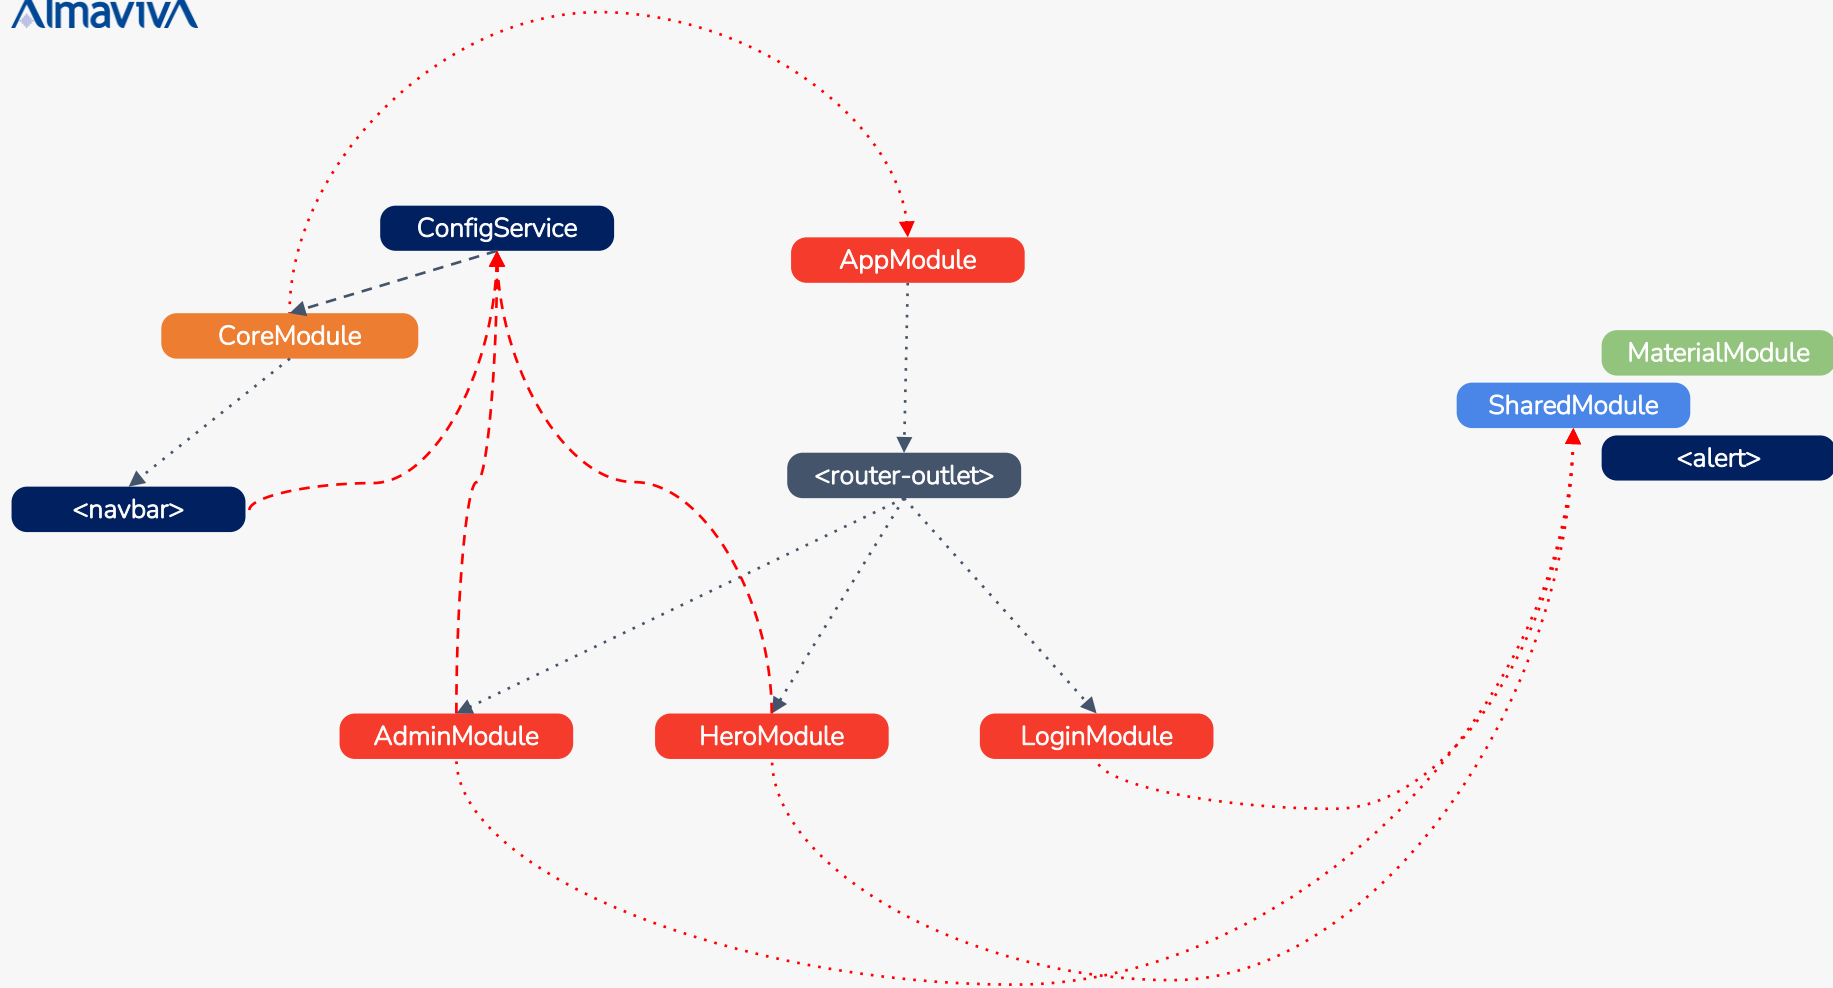 AlmavivA
ConfigService
AppModule
CoreModule
MaterialModule
SharedModule
<alert>
<router-outlet>
<navbar>
AdminModule
HeroModule
LoginModule